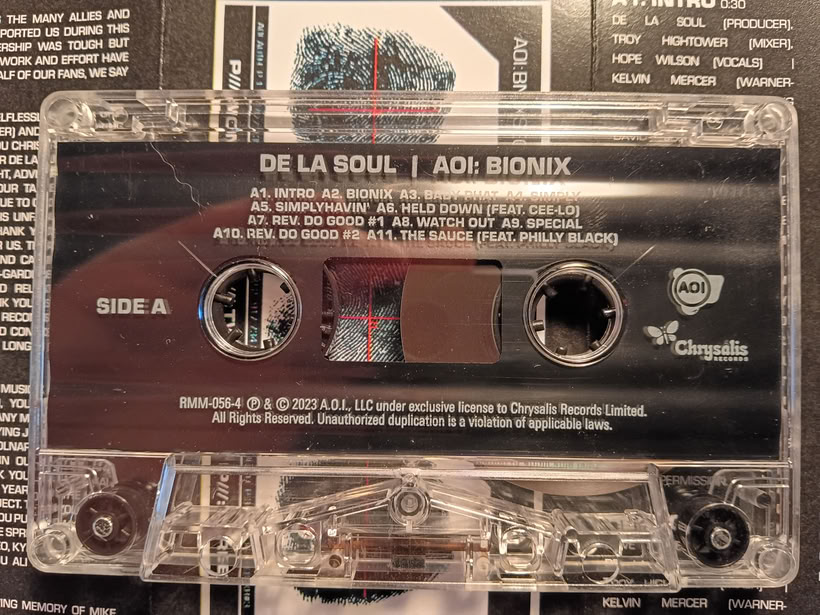 THE MANY ALLIES AND
PORTED US DURING THIS
ERSHIP WAS TOUGH BUT
WORK AND EFFORT HAVE
ALF OF OUR FANS, WE SAY
A1. INTRO 0:30
DE LA SOUL (PRODUCER),
TROY HIGHTOWER (MIXER),
HOPE WILSON (VOCALS) |
KELVIN MERCER (WARNER-
DE LA SOUL | AOI: BIONIX
A1. INTRO A2. BIONIX A3. BABY PHAT A4. SIMPLY
A5. SIMPLYHAVIN' A6. HELD DOWN (FEAT. CEE-LO)
A7. REV. DO GOOD #1 A8. WATCH OUT A9. SPECIAL
A10. REV. DO GOOD #2 A11. THE SAUCE (FEAT. PHILLY BLACK)
SIDE A
AOI
Chrysalis
RECORDS
RMM-056-4 ℗ & © 2023 A.O.I., LLC under exclusive license to Chrysalis Records Limited.
All Rights Reserved. Unauthorized duplication is a violation of applicable laws.
PERMISSION
KELVIN MERCER (WARNER-
ING MEMORY OF MIKE